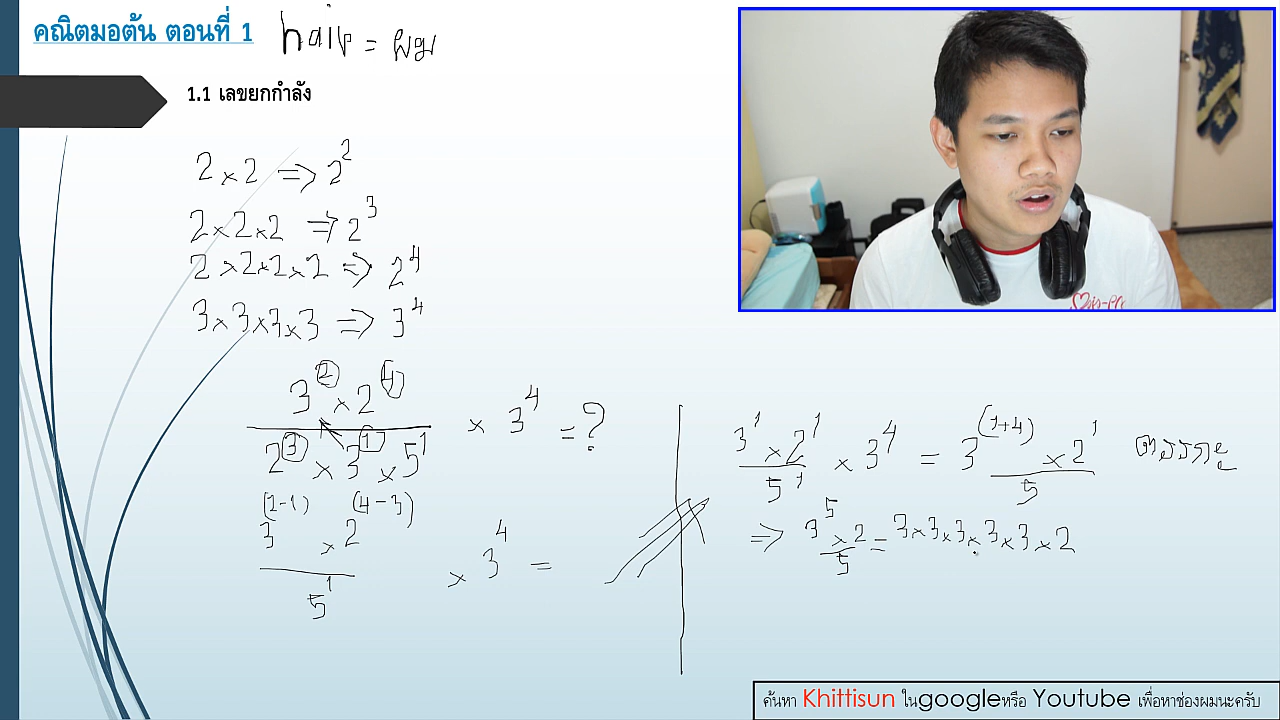 คณิตมอต้น ตอนที่ 1
hair = ผม
1.1 เลขยกกำลัง
2 × 2 => 2²
2 × 2 × 2 => 2³
2 × 2 × 2 × 2 => 2⁴
3 × 3 × 3 × 3 => 3⁴
3² × 2⁴
× 3⁴ = ?
2³ × 3¹ × 5¹
(2-1) (4-3)
3 × 2
× 3⁴ =
5¹
3¹ × 2¹
× 3⁴ = 3⁽¹⁺⁴⁾ × 2¹
5¹
5
=> 3⁵ × 2 = 3 × 3 × 3 × 3 × 3 × 2
5
ค้นหา Khittisun ในgoogleหรือ Youtube เพื่อหาช่องผมนะครับ